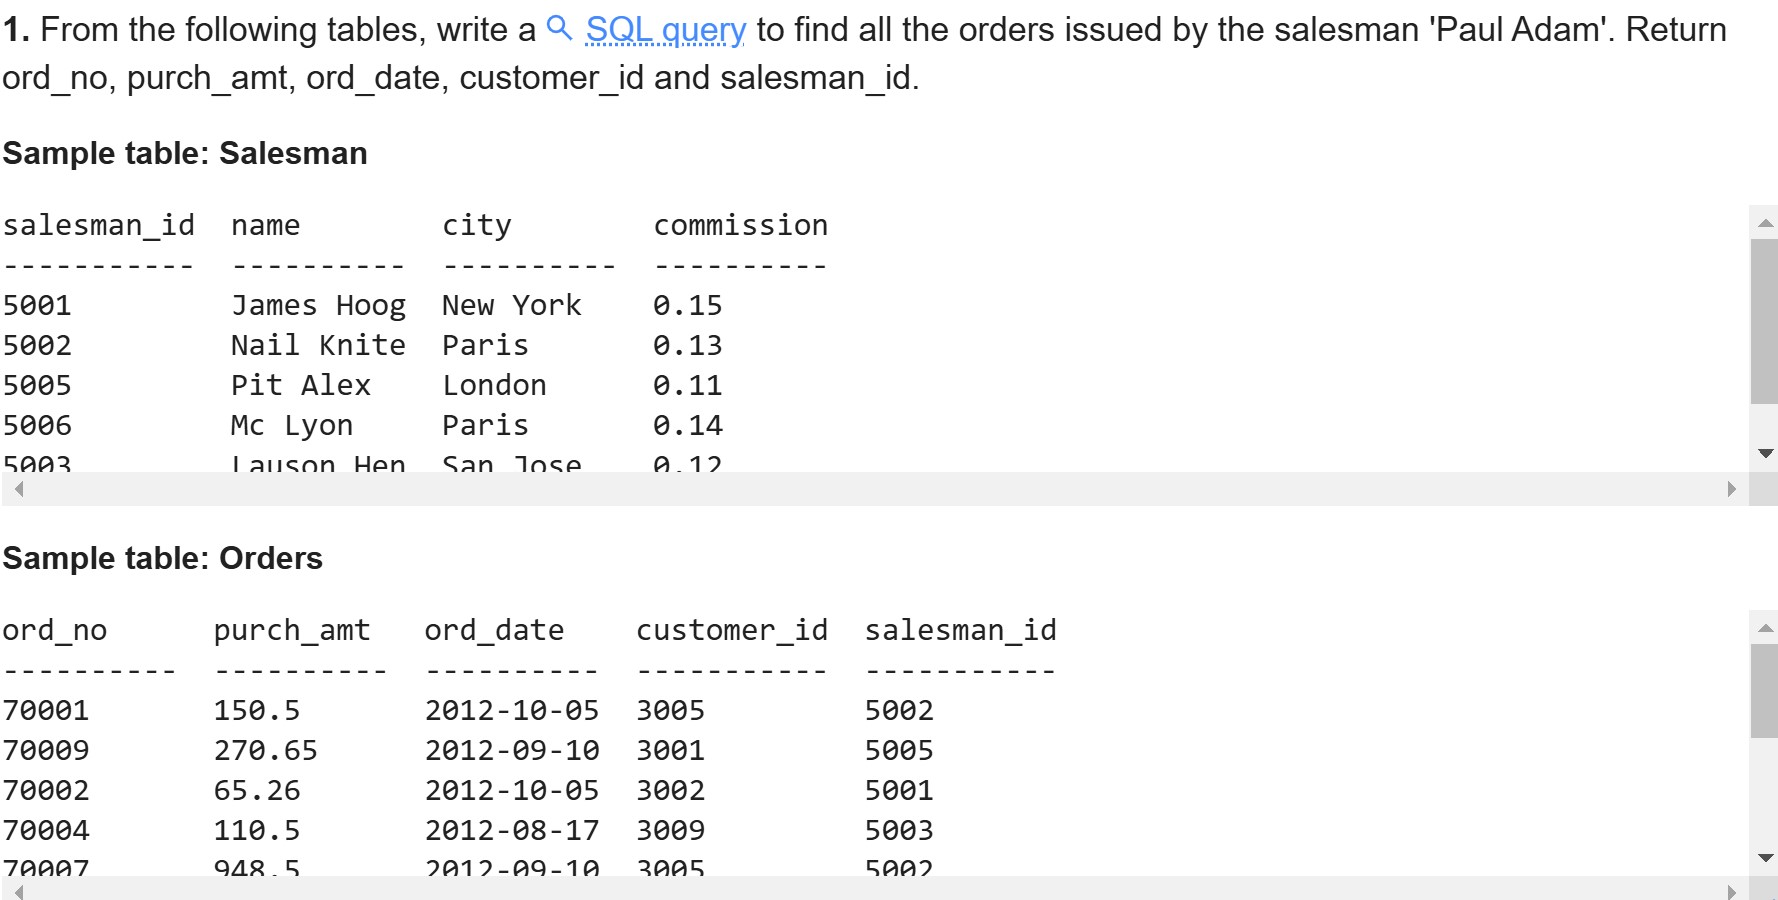 1. From the following tables, write a SQL query to find all the orders issued by the salesman 'Paul Adam'. Return
ord_no, purch_amt, ord_date, customer_id and salesman_id.
Sample table: Salesman
salesman_id  name        city        commission
-----------  ----------  ----------  ----------
5001         James Hoog  New York    0.15
5002         Nail Knite  Paris       0.13
5005         Pit Alex    London      0.11
5006         Mc Lyon     Paris       0.14
5003         Lauson Hen  San Jose    0.12
Sample table: Orders
ord_no      purch_amt   ord_date    customer_id  salesman_id
----------  ----------  ----------  -----------  -----------
70001       150.5       2012-10-05  3005         5002
70009       270.65      2012-09-10  3001         5005
70002       65.26       2012-10-05  3002         5001
70004       110.5       2012-08-17  3009         5003
70007       948.5       2012-09-10  3005         5002